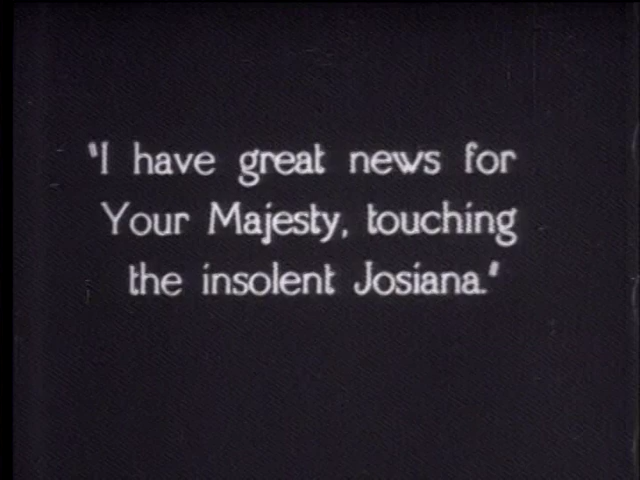 "I have great news for
Your Majesty, touching
the insolent Josiana."